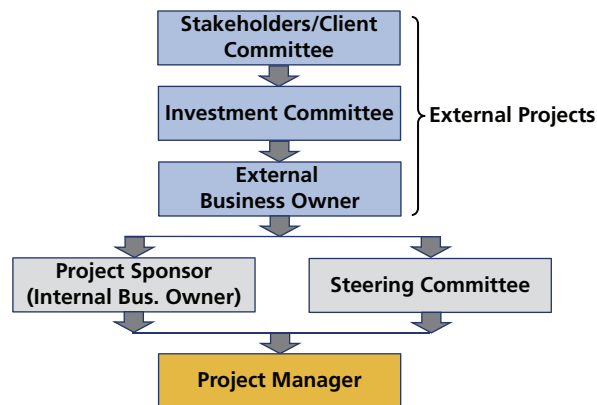 Stakeholders/Client
Committee
Investment Committee
External Projects
External
Business Owner
Project Sponsor
(Internal Bus. Owner)
Steering Committee
Project Manager